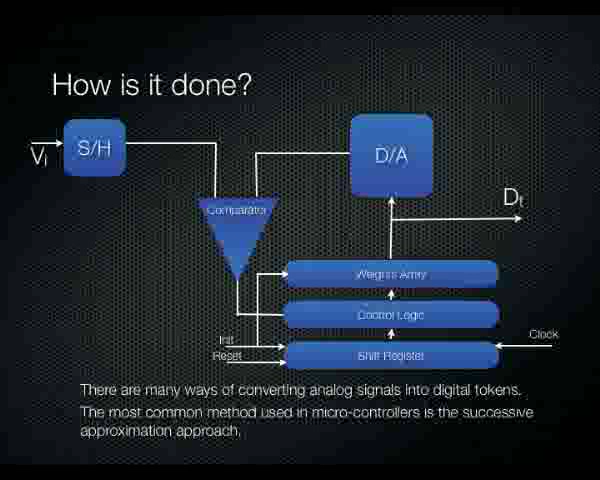 How is it done?
S/H
D/A
Vi
Comparator
Dt
Weights Array
Control Logic
Init
Clock
Reset
Shift Register
There are many ways of converting analog signals into digital tokens.
The most common method used in micro-controllers is the successive
approximation approach.